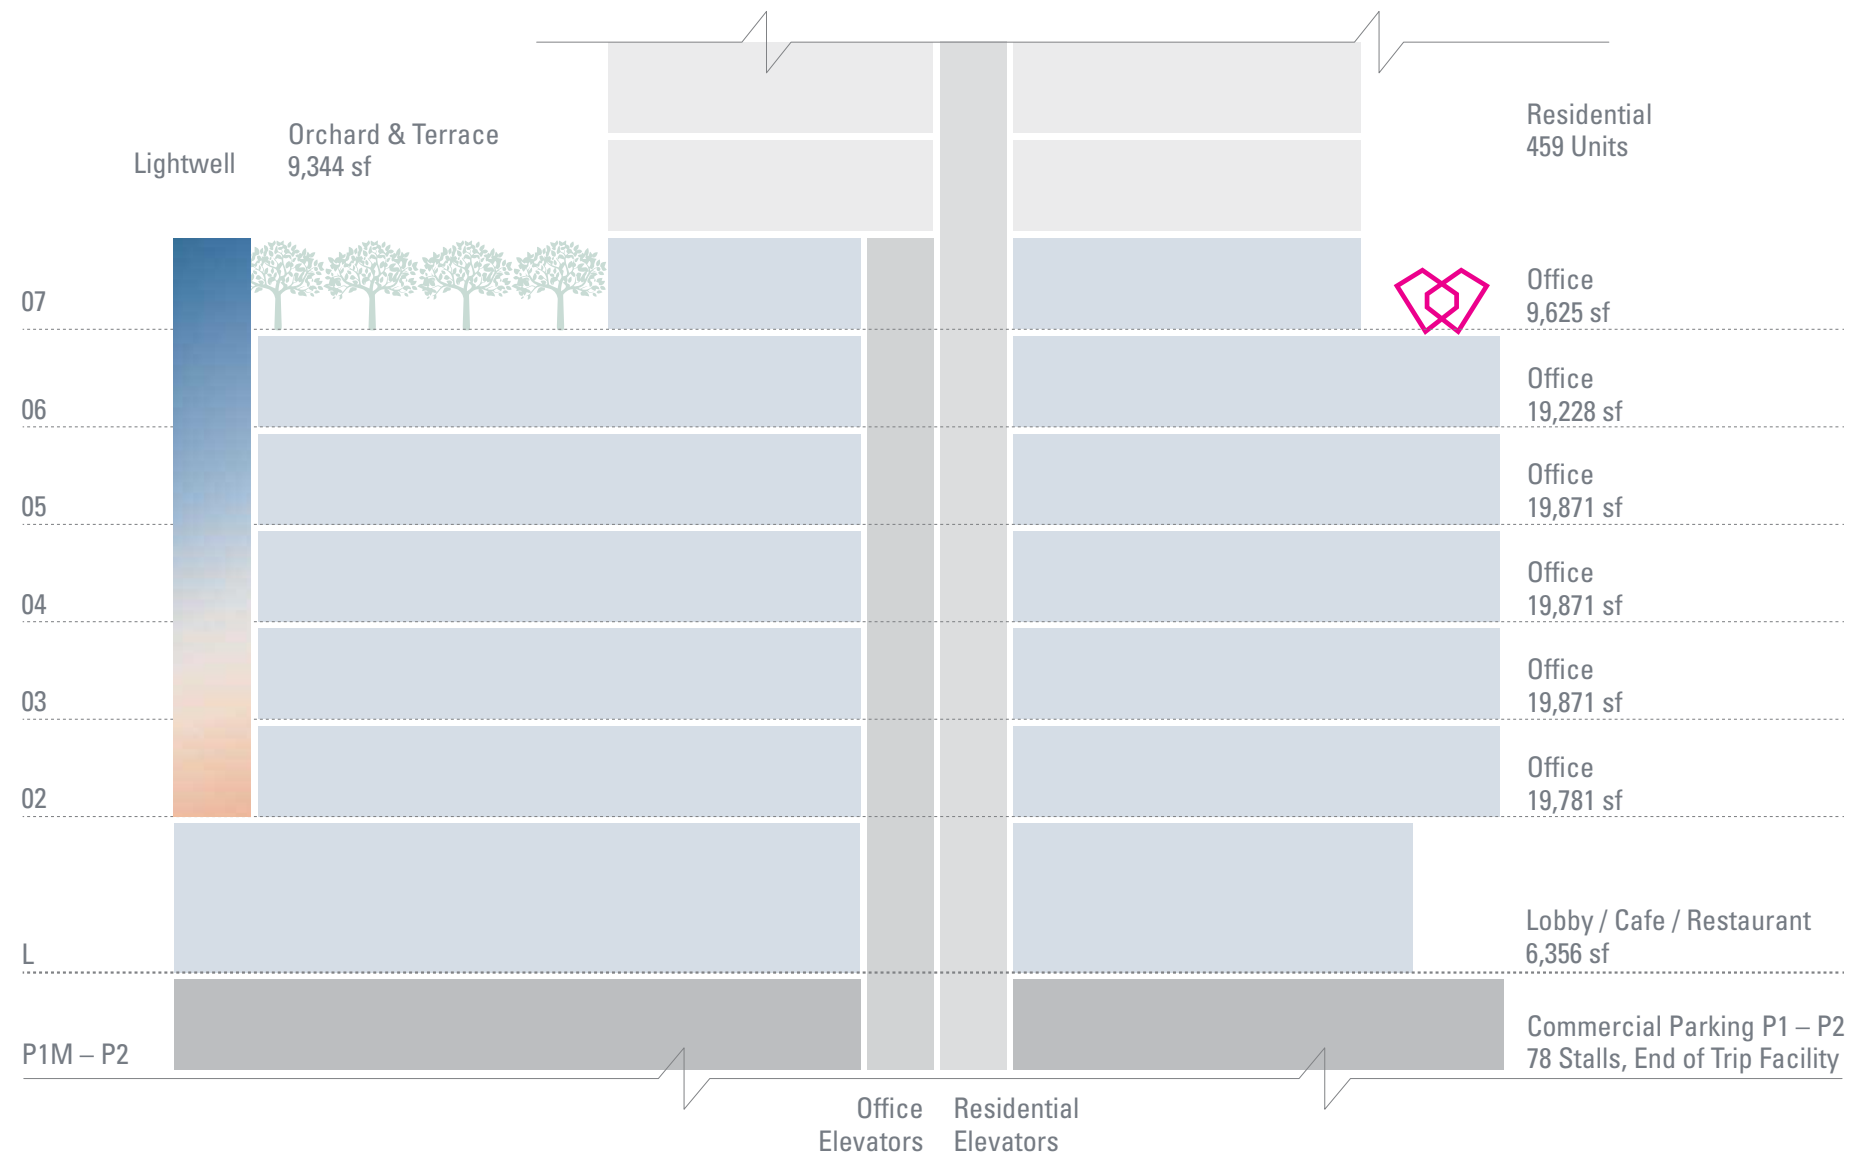 Lightwell
Orchard & Terrace
9,344 sf
Residential
459 Units
07
Office
9,625 sf
06
Office
19,228 sf
05
Office
19,871 sf
04
Office
19,871 sf
03
Office
19,871 sf
02
Office
19,781 sf
L
Lobby / Cafe / Restaurant
6,356 sf
P1M – P2
Commercial Parking P1 – P2
78 Stalls, End of Trip Facility
Office
Elevators
Residential
Elevators